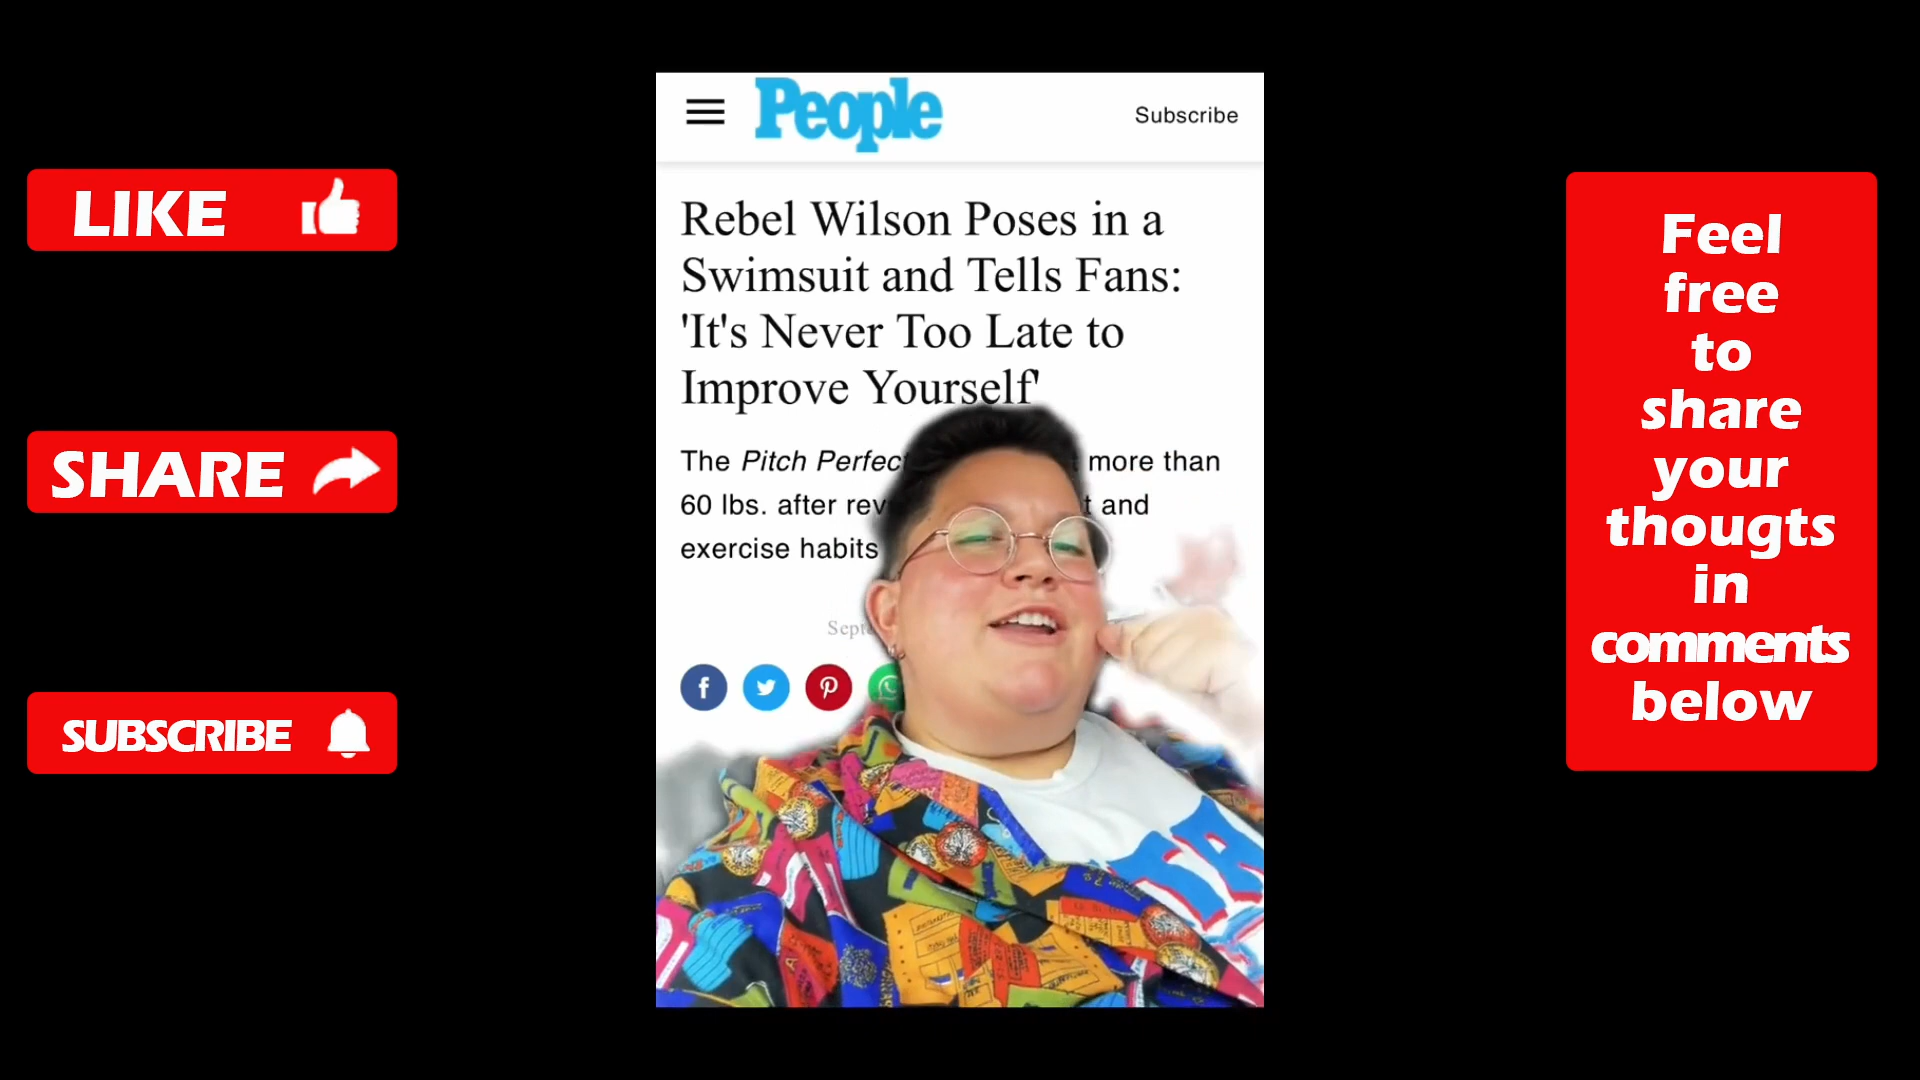 LIKE
SHARE
SUBSCRIBE
People
Subscribe
Rebel Wilson Poses in a
Swimsuit and Tells Fans:
'It's Never Too Late to
Improve Yourself'
The Pitch Perfect more than
60 lbs. after and
exercise habits
Feel
free
to
share
your
thougts
in
comments
below